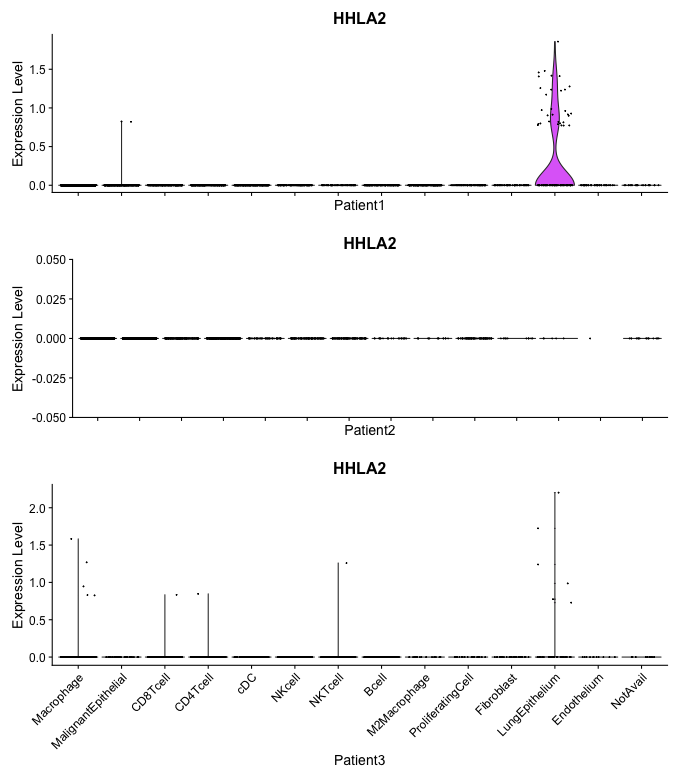 HHLA2
Expression Level
1.5
1.0
0.5
0.0
Patient1
HHLA2
Expression Level
0.050
0.025
0.000
-0.025
-0.050
Patient2
HHLA2
Expression Level
2.0
1.5
1.0
0.5
0.0
Macrophage
MalignantEpithelial
CD8Tcell
CD4Tcell
cDC
NKcell
NKTcell
Bcell
M2Macrophage
ProliferatingCell
Fibroblast
LungEpithelium
Endothelium
NotAvail
Patient3